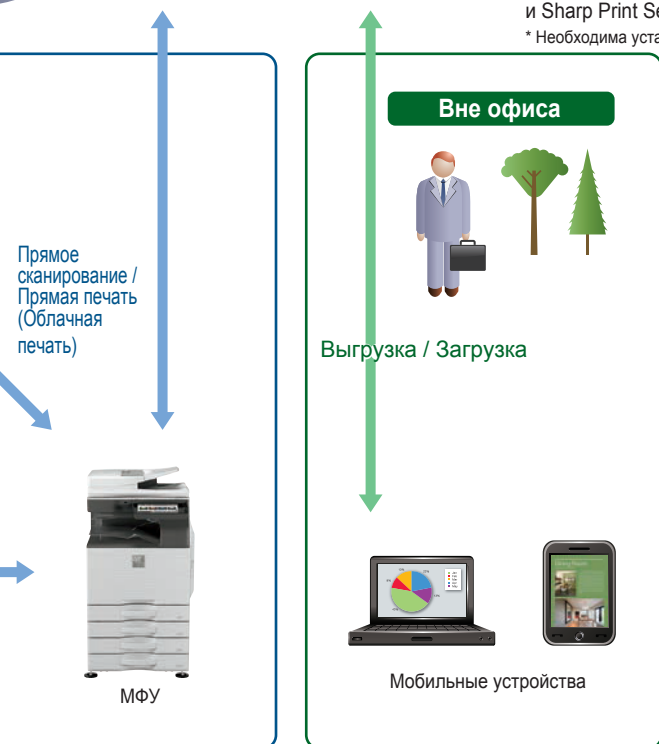 и Sharp Print Se
* Необходима уста
Вне офиса
Прямое
сканирование /
Прямая печать
(Облачная
печать)
Выгрузка / Загрузка
МФУ
Мобильные устройства